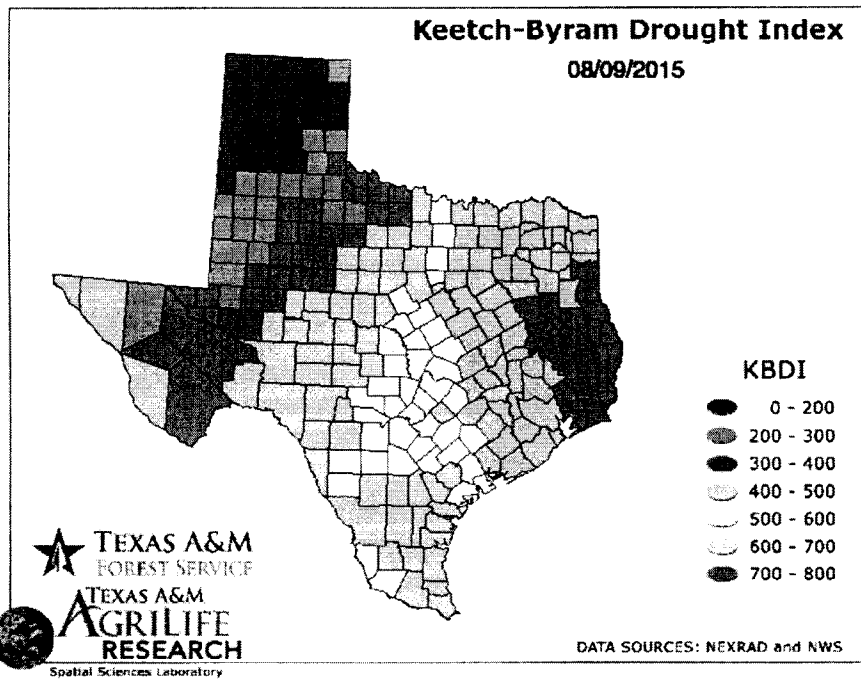 Keetch-Byram Drought Index
08/09/2015
KBDI
0 - 200
200 - 300
300 - 400
400 - 500
500 - 600
600 - 700
700 - 800
TEXAS A&M
FOREST SERVICE
TEXAS A&M
AGRILIFE
RESEARCH
Spatial Sciences Laboratory
DATA SOURCES: NEXRAD and NWS